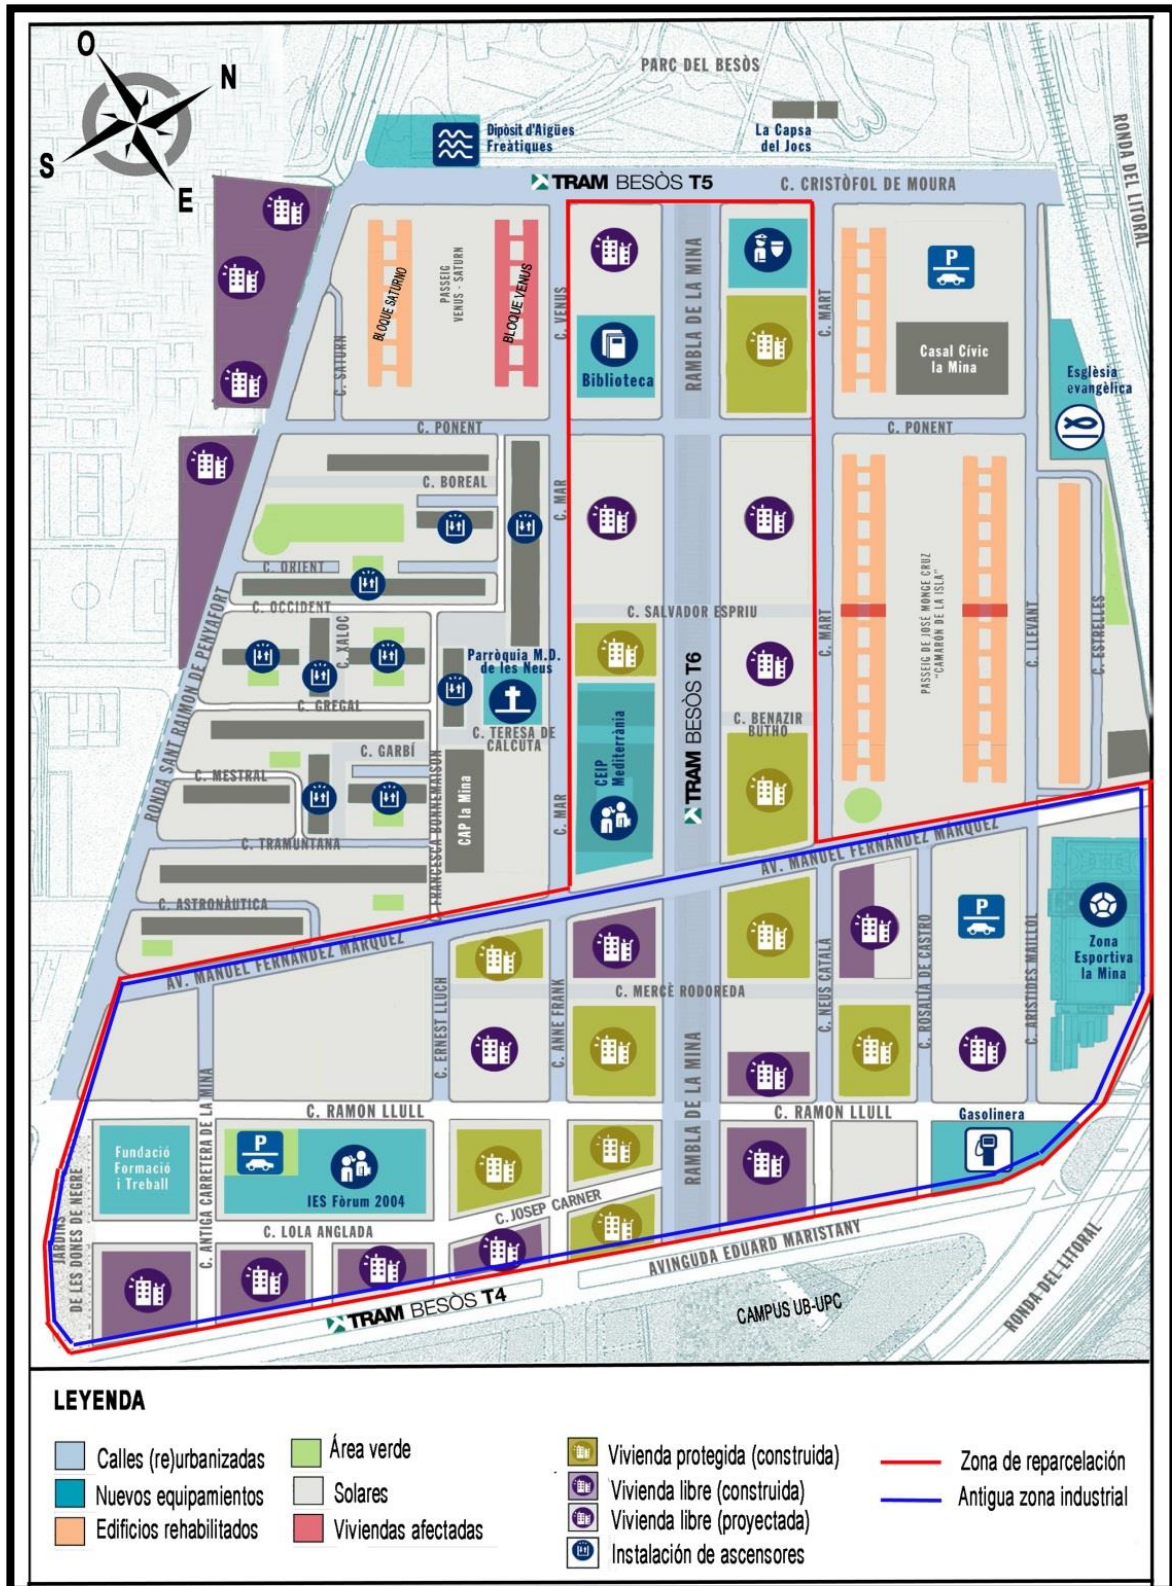 O
N
S
E
PARC DEL BESÒS
Dipòsit d'Aigües
Freàtiques
La Capsa
del Jocs
RONDA DEL LITORAL
TRAM BESÒS T5
C. CRISTÒFOL DE MOURA
BLOQUE SATURNO
PASSEIG
VENUS - SATURN
BLOQUE VENUS
C. VENUS
RAMBLA DE LA MINA
C. MART
P
C. SATURN
Biblioteca
Casal Cívic
la Mina
Esglèsia
evangèlica
C. PONENT
C. PONENT
C. BOREAL
C. MAR
C. ORIENT
C. OCCIDENT
C. XALOC
C. SALVADOR ESPRIU
C. MART
PASSEIG DE JOSÉ MONGE CRUZ
"CAMARÓN DE LA ISLA"
C. LLEVANT
C. ESTRELLES
RONDA SANT RAIMON DE PENYAFORT
Parròquia M.D.
de les Neus
C. GREGAL
C. TERESA DE
CALCUTA
TRAM BESÒS T6
C. BENAZIR
BUTHO
C. GARBÍ
C. MESTRAL
CEIP
Mediterrània
CAP la Mina
C. FRANCESCA BONNEMAISON
C. MAR
C. TRAMUNTANA
C. ASTRONÀUTICA
AV. MANUEL FERNÁNDEZ MÁRQUEZ
AV. MANUEL FERNÁNDEZ MÁRQUEZ
P
Zona
Esportiva
la Mina
C. MERCÈ RODOREDA
C. ERNEST LLUCH
C. ANNE FRANK
C. NEUS CATALÀ
C. ROSALÍA DE CASTRO
C. ARISTIDES MAILLOL
RAMBLA DE LA MINA
C. RAMON LLULL
C. RAMON LLULL
Gasolinera
C. ANTIGA CARRETERA DE LA MINA
Fundació
Formació
i Treball
P
IES Fòrum 2004
JARDINS
DE LES DONES DE NEGRE
C. LOLA ANGLADA
C. JOSEP CARNER
AVINGUDA EDUARD MARISTANY
RONDA DEL LITORAL
TRAM BESÒS T4
CAMPUS UB-UPC
LEYENDA
Calles (re)urbanizadas
Nuevos equipamientos
Edificios rehabilitados
Área verde
Solares
Viviendas afectadas
Vivienda protegida (construida)
Vivienda libre (construida)
Vivienda libre (proyectada)
Instalación de ascensores
Zona de reparcelación
Antigua zona industrial